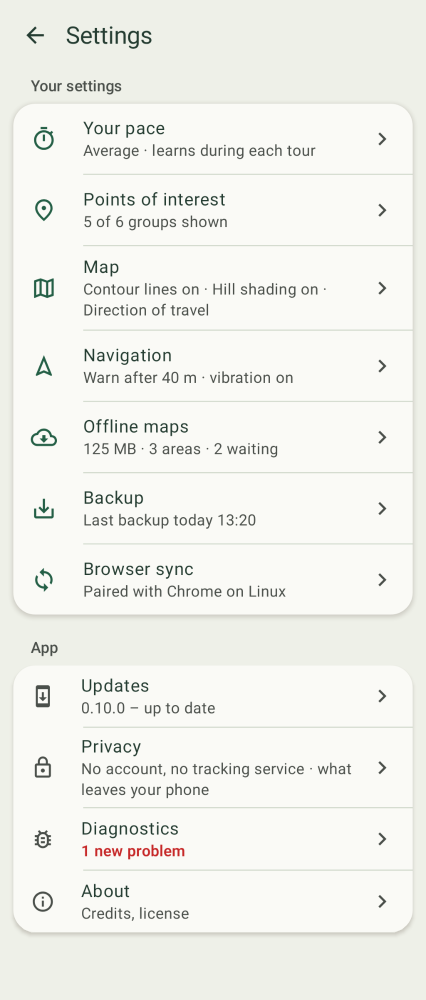 Settings
Your settings
Your pace
Average · learns during each tour
Points of interest
5 of 6 groups shown
Map
Contour lines on · Hill shading on ·
Direction of travel
Navigation
Warn after 40 m · vibration on
Offline maps
125 MB · 3 areas · 2 waiting
Backup
Last backup today 13:20
Browser sync
Paired with Chrome on Linux
App
Updates
0.10.0 – up to date
Privacy
No account, no tracking service · what
leaves your phone
Diagnostics
1 new problem
About
Credits, license